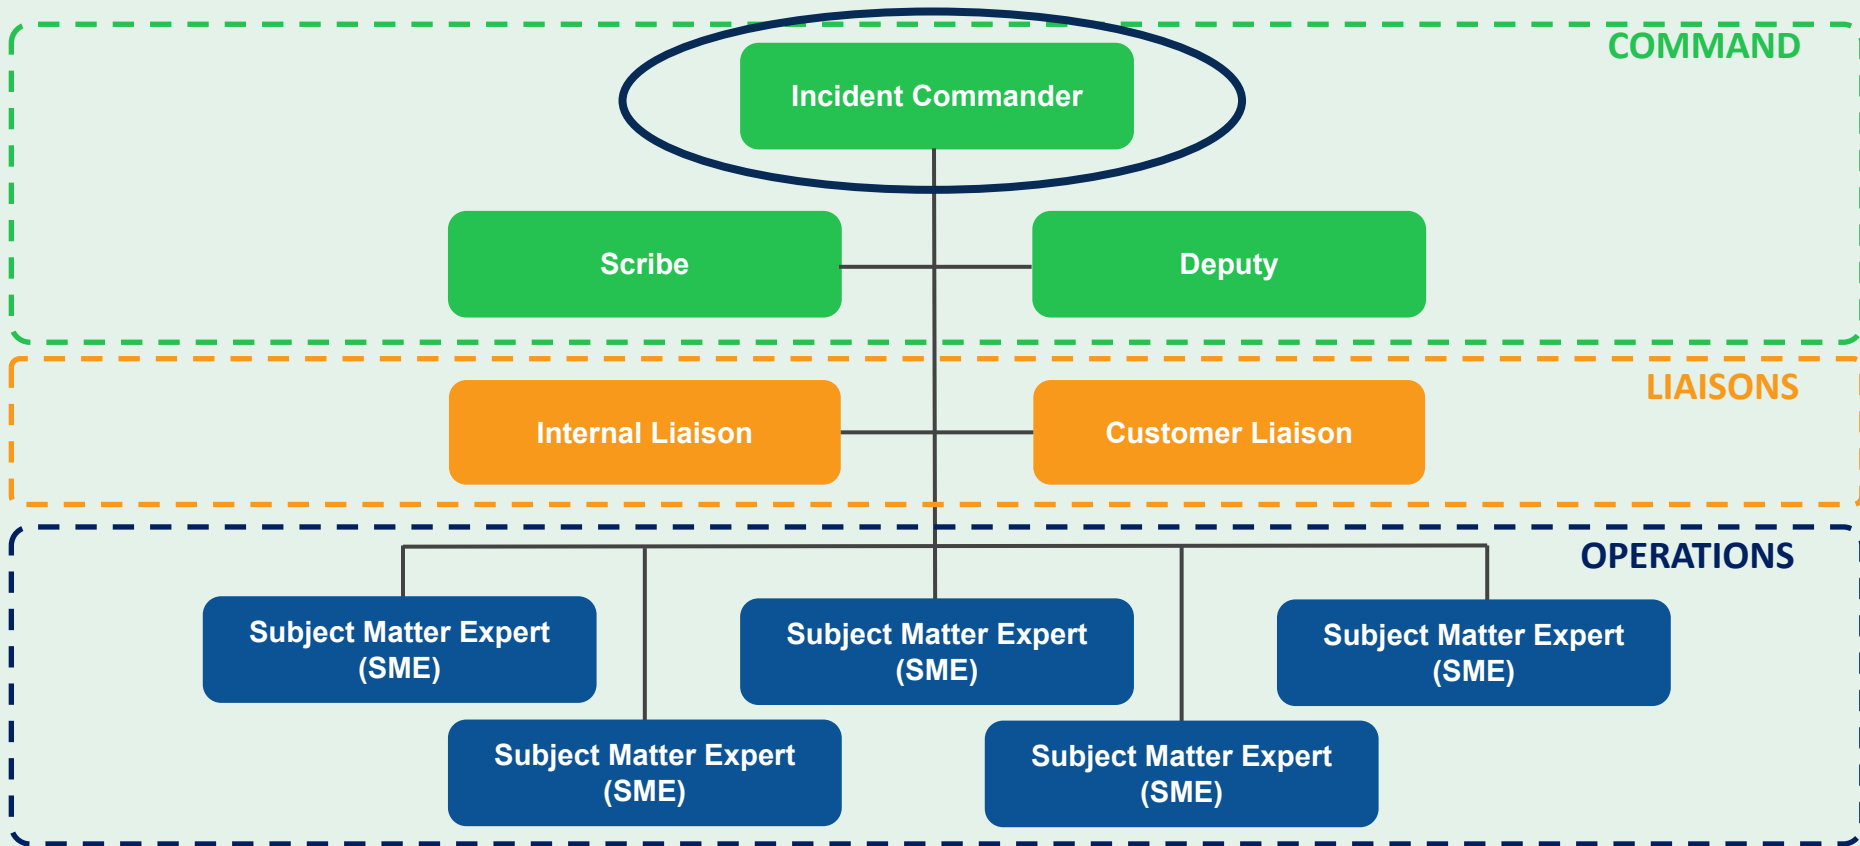 COMMAND
Incident Commander
Scribe
Deputy
LIAISONS
Internal Liaison
Customer Liaison
OPERATIONS
Subject Matter Expert
(SME)
Subject Matter Expert
(SME)
Subject Matter Expert
(SME)
Subject Matter Expert
(SME)
Subject Matter Expert
(SME)